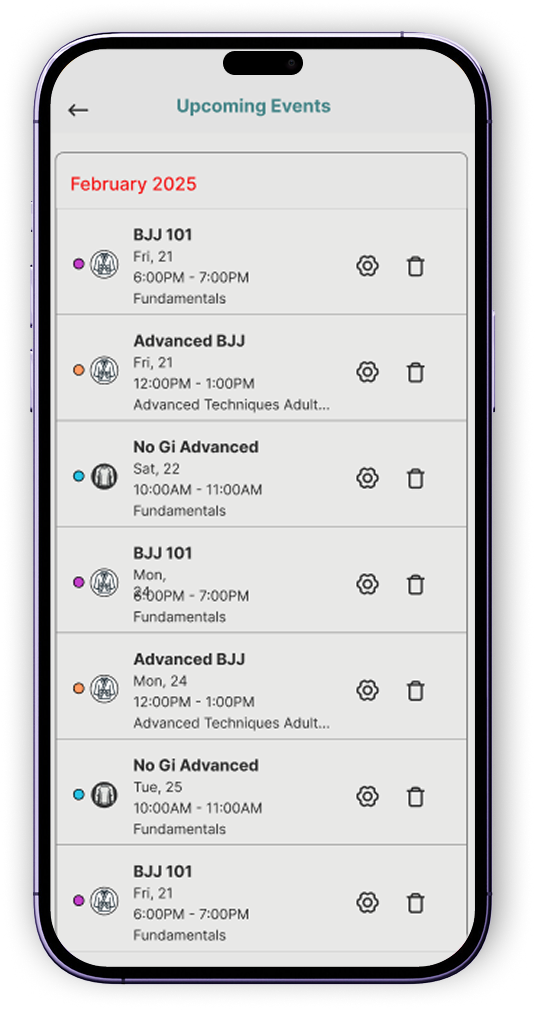 Upcoming Events
February 2025
BJJ 101
Fri, 21
6:00PM - 7:00PM
Fundamentals
Advanced BJJ
Fri, 21
12:00PM - 1:00PM
Advanced Techniques Adult...
No Gi Advanced
Sat, 22
10:00AM - 11:00AM
Fundamentals
BJJ 101
Mon,
24
6:00PM - 7:00PM
Fundamentals
Advanced BJJ
Mon, 24
12:00PM - 1:00PM
Advanced Techniques Adult...
No Gi Advanced
Tue, 25
10:00AM - 11:00AM
Fundamentals
BJJ 101
Fri, 21
6:00PM - 7:00PM
Fundamentals